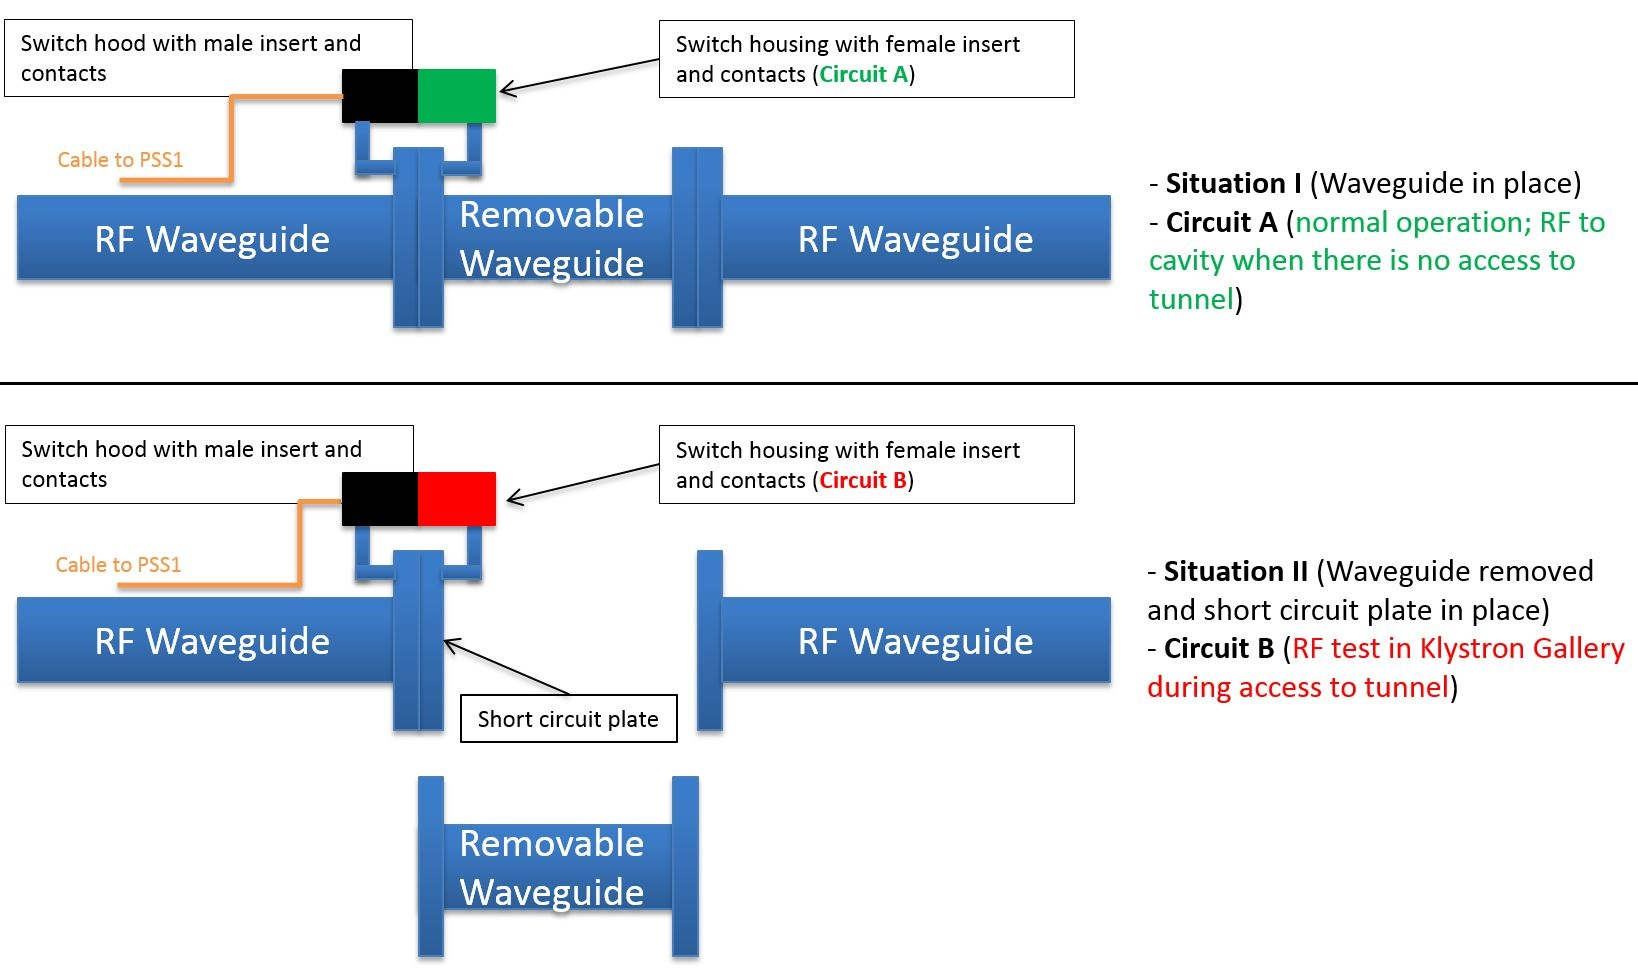 Switch hood with male insert and
contacts
Switch housing with female insert
and contacts (Circuit A)
Cable to PSS1
RF Waveguide
Removable
Waveguide
RF Waveguide
- Situation I (Waveguide in place)
- Circuit A (normal operation; RF to
cavity when there is no access to
tunnel)
Switch hood with male insert and
contacts
Switch housing with female insert
and contacts (Circuit B)
Cable to PSS1
RF Waveguide
RF Waveguide
Short circuit plate
- Situation II (Waveguide removed
and short circuit plate in place)
- Circuit B (RF test in Klystron Gallery
during access to tunnel)
Removable
Waveguide